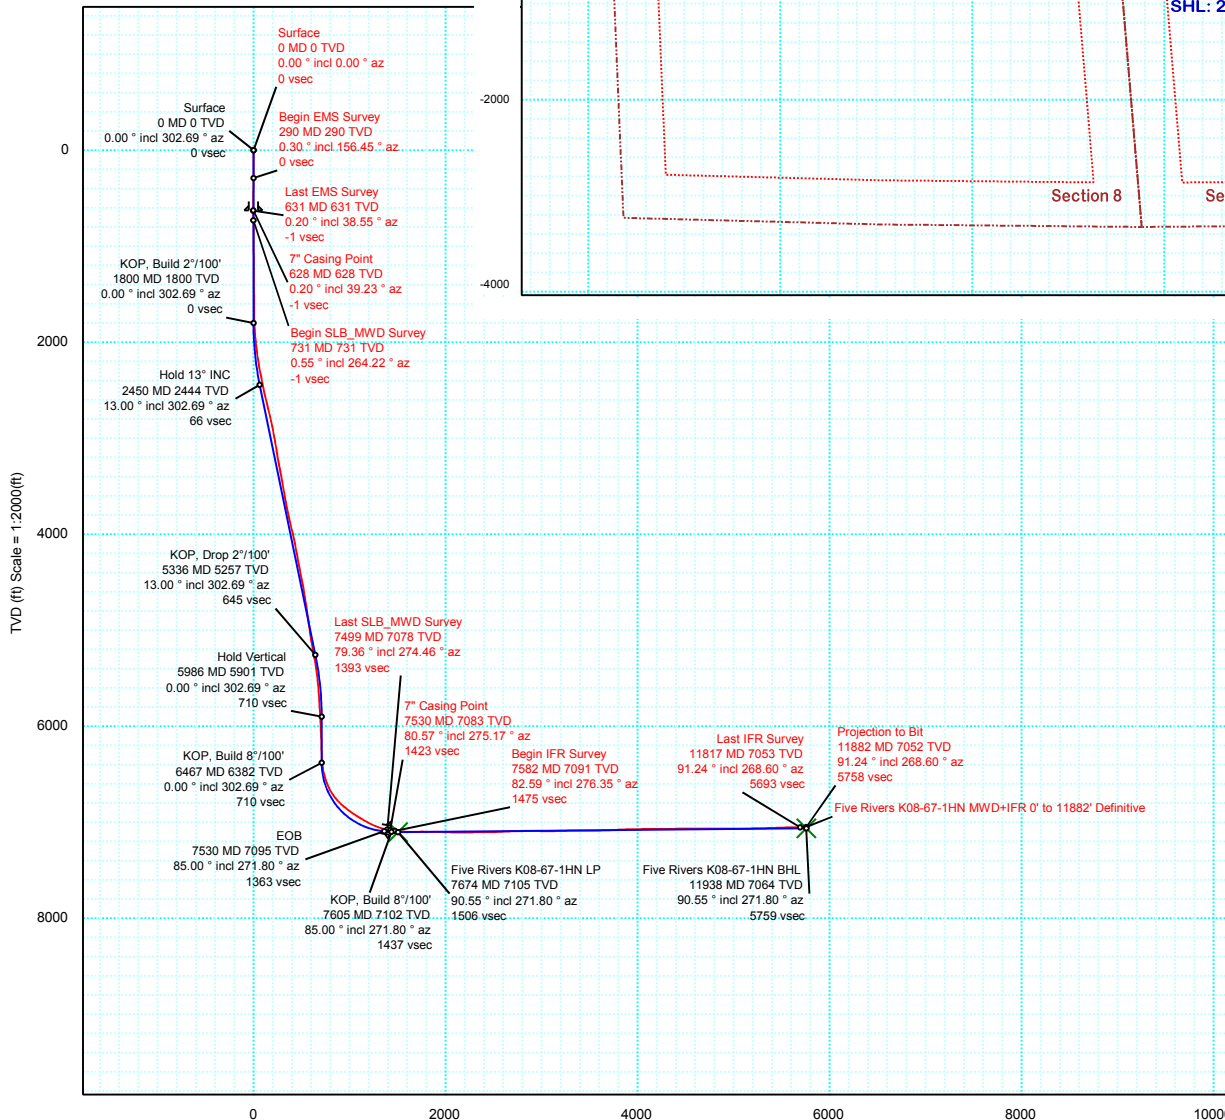 SHL: 2
-2000
Section 8
Se
-4000
Surface
0 MD 0 TVD
0.00 ° incl 0.00 ° az
0 vsec
Surface
0 MD 0 TVD
0.00 ° incl 302.69 ° az
0 vsec
Begin EMS Survey
290 MD 290 TVD
0.30 ° incl 156.45 ° az
0 vsec
Last EMS Survey
631 MD 631 TVD
0.20 ° incl 38.55 ° az
-1 vsec
7" Casing Point
628 MD 628 TVD
0.20 ° incl 39.23 ° az
-1 vsec
KOP, Build 2°/100'
1800 MD 1800 TVD
0.00 ° incl 302.69 ° az
0 vsec
Begin SLB_MWD Survey
731 MD 731 TVD
0.55 ° incl 264.22 ° az
-1 vsec
Hold 13° INC
2450 MD 2444 TVD
13.00 ° incl 302.69 ° az
66 vsec
KOP, Drop 2°/100'
5336 MD 5257 TVD
13.00 ° incl 302.69 ° az
645 vsec
Last SLB_MWD Survey
7499 MD 7078 TVD
79.36 ° incl 274.46 ° az
1393 vsec
Hold Vertical
5986 MD 5901 TVD
0.00 ° incl 302.69 ° az
710 vsec
7" Casing Point
7530 MD 7083 TVD
80.57 ° incl 275.17 ° az
1423 vsec
KOP, Build 8°/100'
6467 MD 6382 TVD
0.00 ° incl 302.69 ° az
710 vsec
Begin IFR Survey
7582 MD 7091 TVD
82.59 ° incl 276.35 ° az
1475 vsec
Last IFR Survey
11817 MD 7053 TVD
91.24 ° incl 268.60 ° az
5693 vsec
Projection to Bit
11882 MD 7052 TVD
91.24 ° incl 268.60 ° az
5758 vsec
Five Rivers K08-67-1HN MWD+IFR 0' to 11882' Definitive
EOB
7530 MD 7095 TVD
85.00 ° incl 271.80 ° az
1363 vsec
KOP, Build 8°/100'
7605 MD 7102 TVD
85.00 ° incl 271.80 ° az
1437 vsec
Five Rivers K08-67-1HN LP
7674 MD 7105 TVD
90.55 ° incl 271.80 ° az
1506 vsec
Five Rivers K08-67-1HN BHL
11938 MD 7064 TVD
90.55 ° incl 271.80 ° az
5759 vsec
TVD (ft) Scale = 1:2000(ft)
0
2000
4000
6000
8000
0
2000
4000
6000
8000
10000